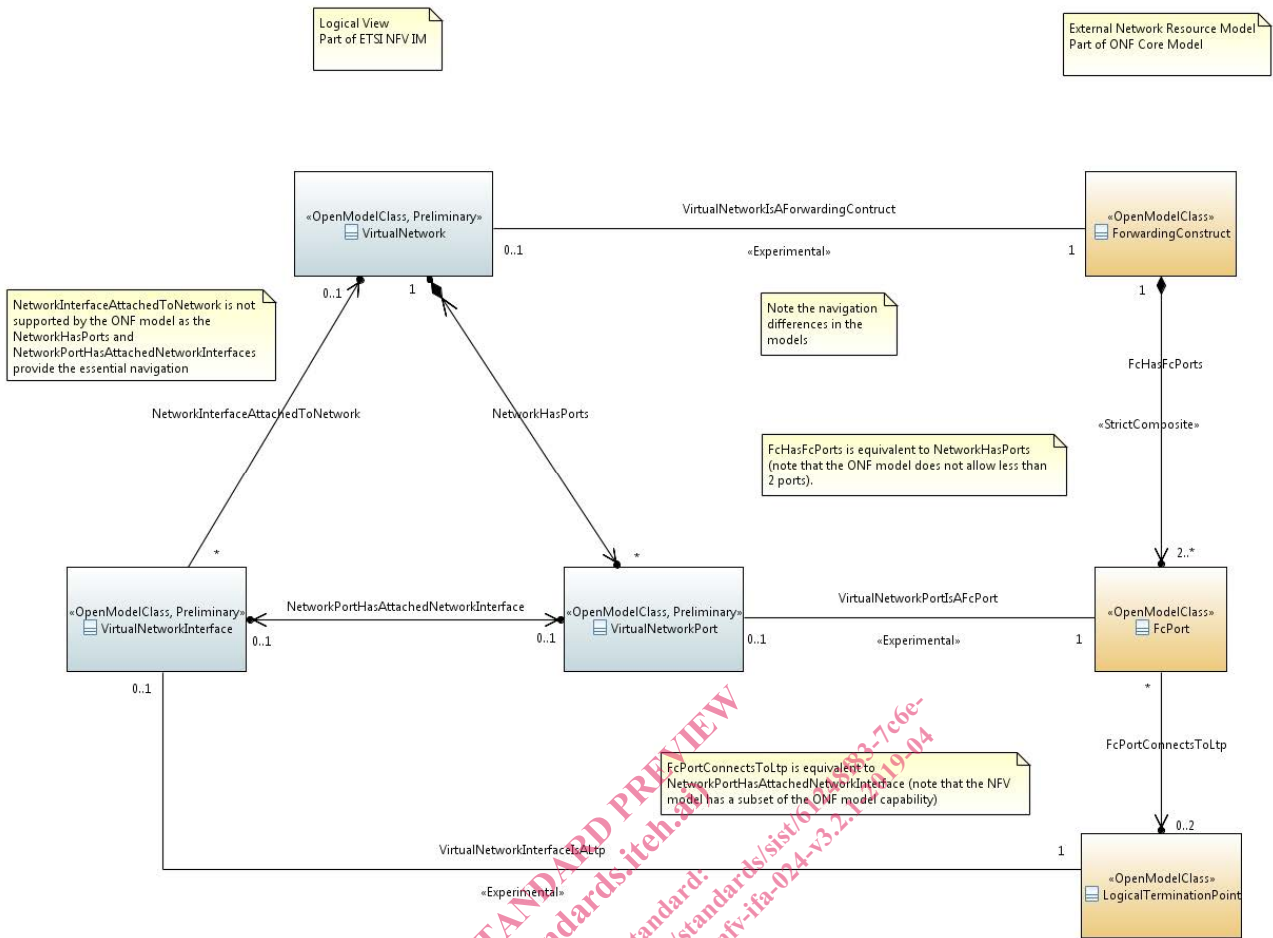 Logical View
Part of ETSI NFV IM
External Network Resource Model
Part of ONF Core Model
«OpenModelClass, Preliminary»
VirtualNetwork
VirtualNetworkIsAForwardingContruct
0..1
«Experimental»
1
«OpenModelClass»
ForwardingConstruct
0..1
1
1
NetworkInterfaceAttachedToNetwork is not
supported by the ONF model as the
NetworkHasPorts and
NetworkPortHasAttachedNetworkInterfaces
provide the essential navigation
Note the navigation
differences in the
models
FcHasFcPorts
NetworkInterfaceAttachedToNetwork
NetworkHasPorts
«StrictComposite»
FcHasFcPorts is equivalent to NetworkHasPorts
(note that the ONF model does not allow less than
2 ports).
*
*
2..*
«OpenModelClass, Preliminary»
VirtualNetworkInterface
NetworkPortHasAttachedNetworkInterface
0..1
0..1
«OpenModelClass, Preliminary»
VirtualNetworkPort
VirtualNetworkPortIsAFcPort
0..1
«Experimental»
1
«OpenModelClass»
FcPort
0..1
*
FcPortConnectsToLtp
FcPortConnectsToLtp is equivalent to
NetworkPortHasAttachedNetworkInterface (note that the NFV
model has a subset of the ONF model capability)
0..2
VirtualNetworkInterfaceIsALtp
1
«Experimental»
«OpenModelClass»
LogicalTerminationPoint
STANDARD PREVIEW